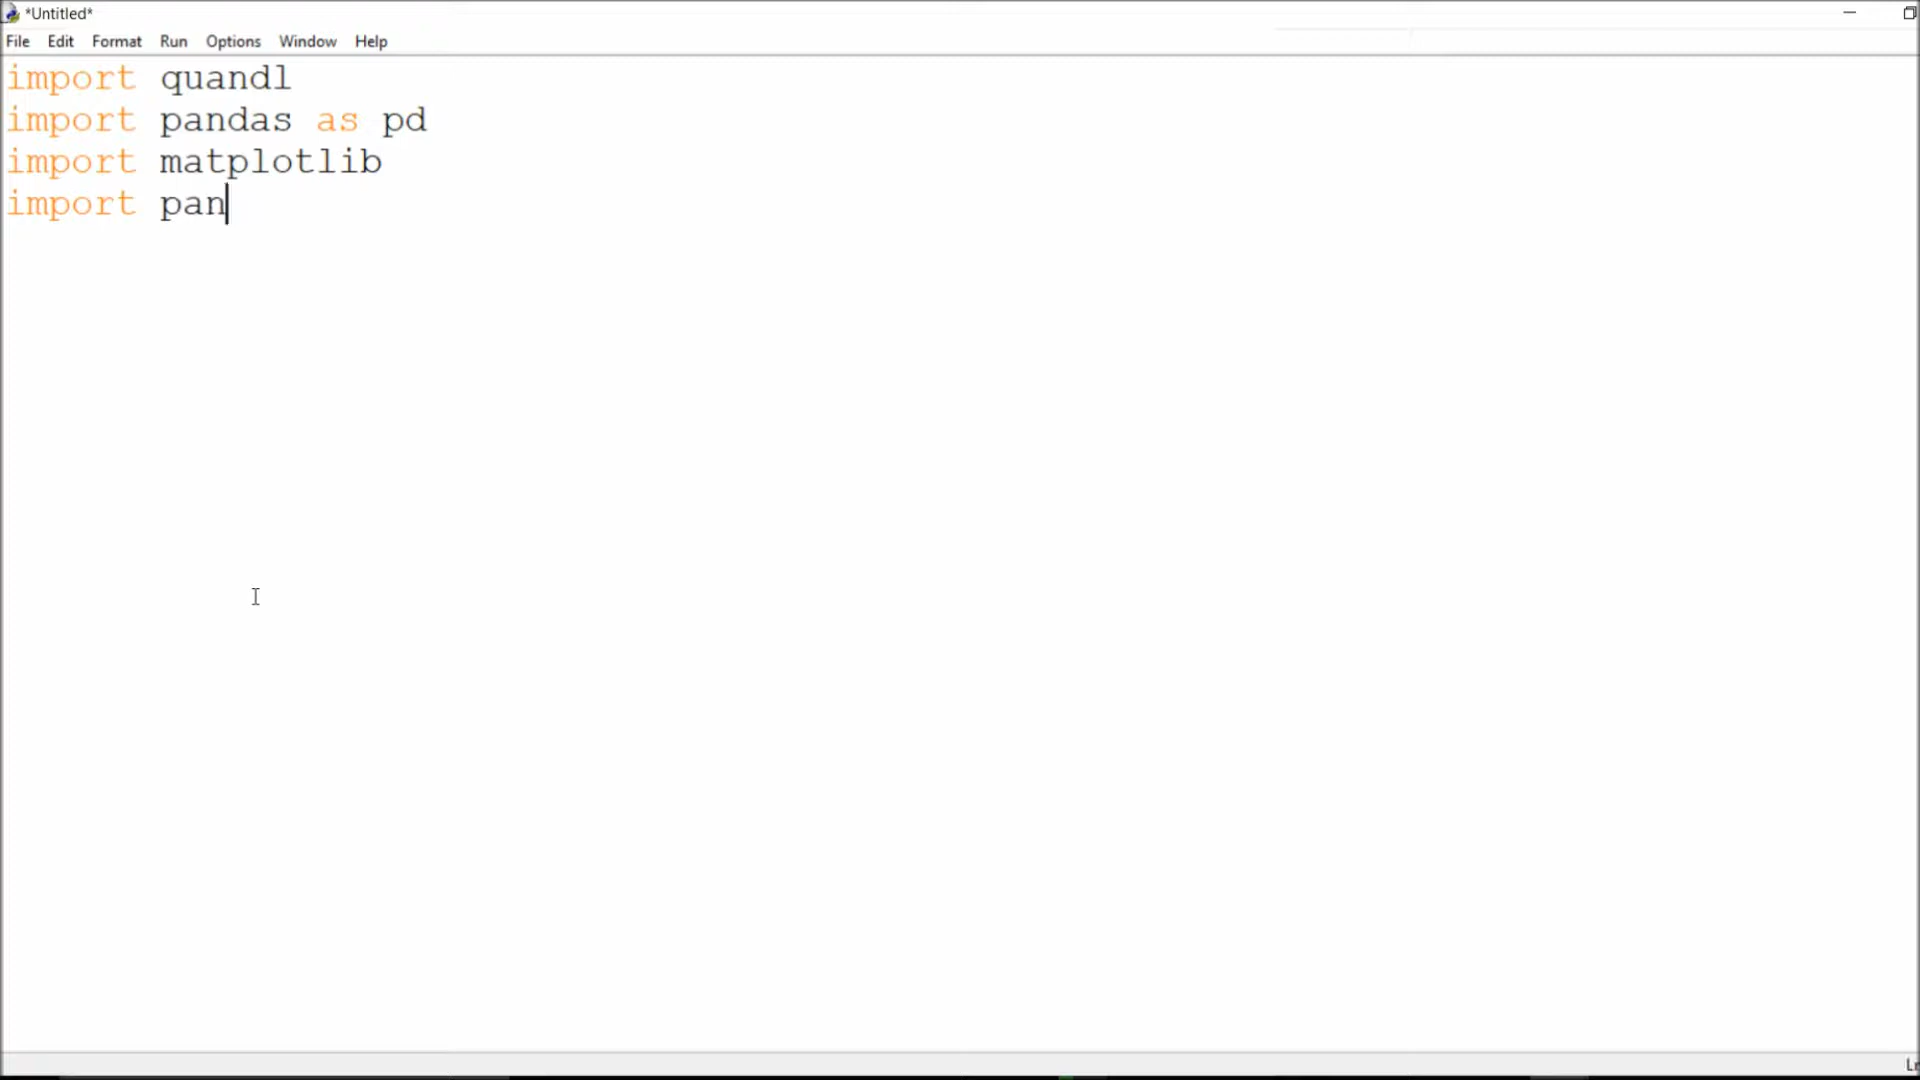 *Untitled*
File Edit Format Run Options Window Help
import quandl
import pandas as pd
import matplotlib
import pan